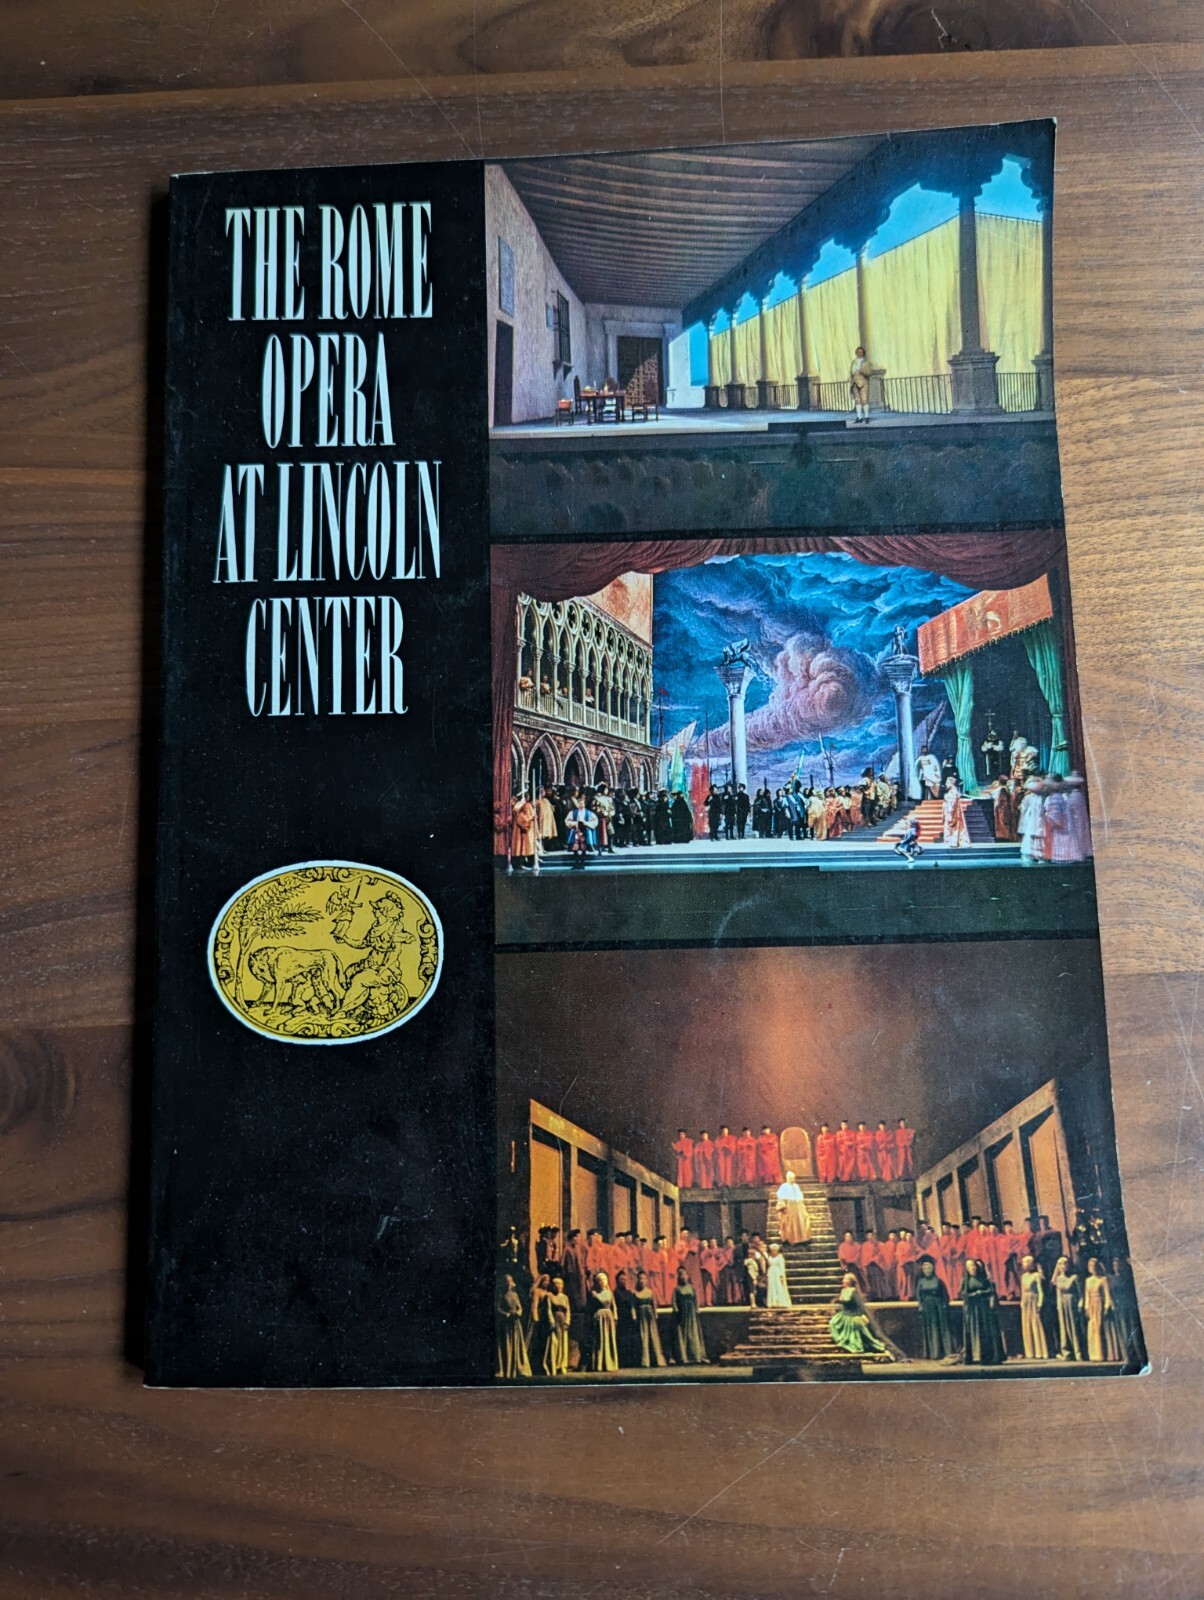 THE ROME
OPERA
AT LINCOLN
CENTER